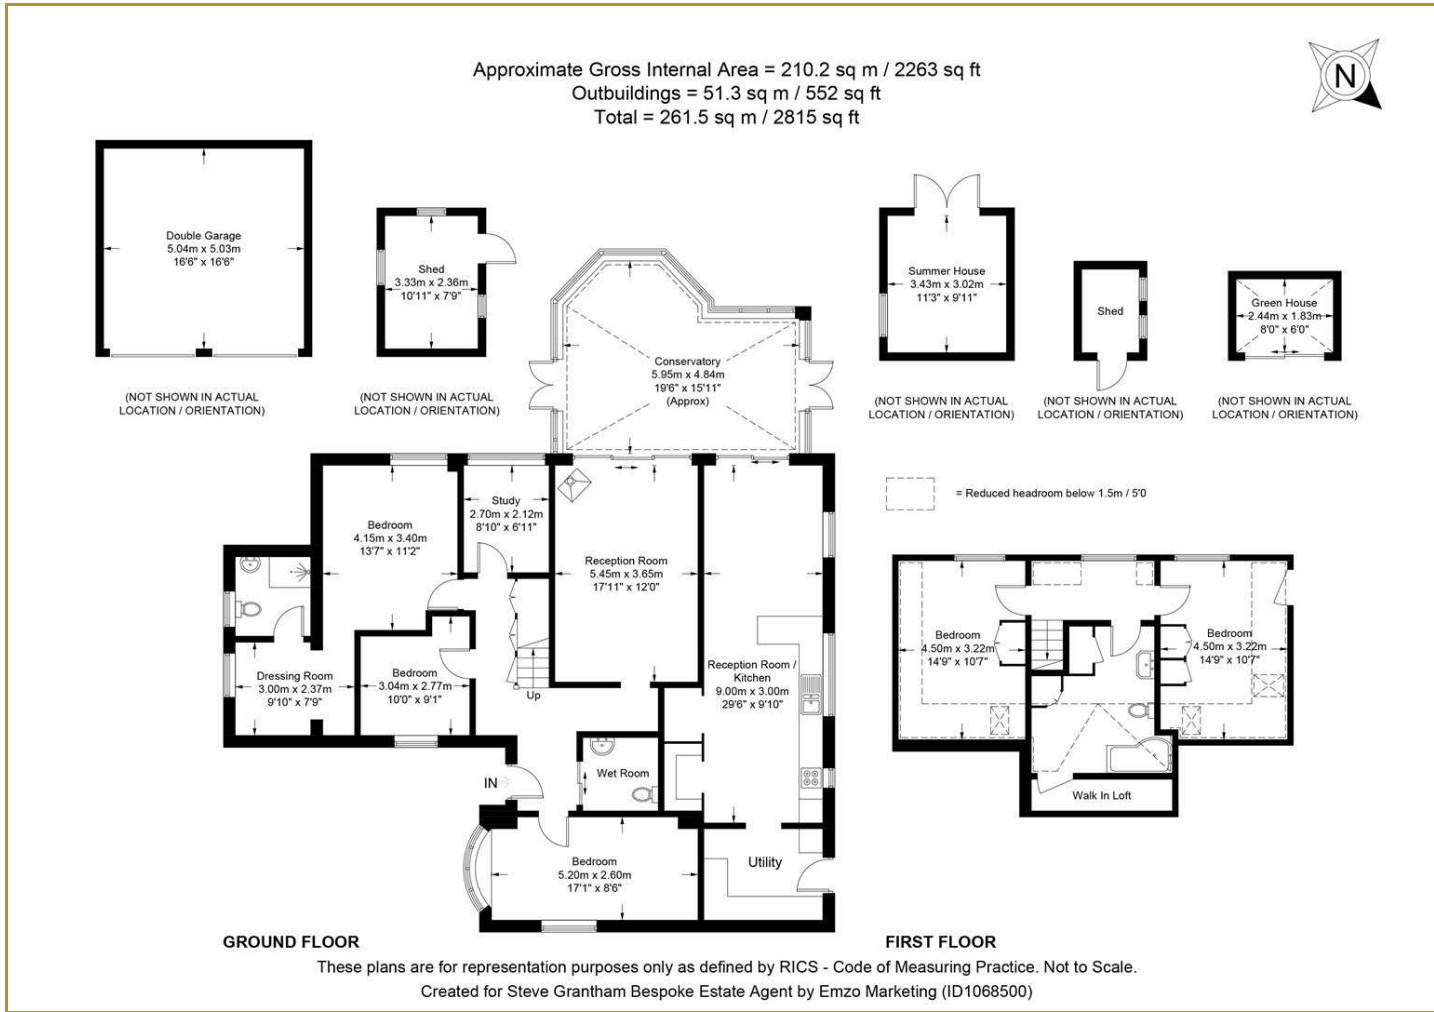 Approximate Gross Internal Area = 210.2 sq m / 2263 sq ft
Outbuildings = 51.3 sq m / 552 sq ft
Total = 261.5 sq m / 2815 sq ft
N
Double Garage
5.04m x 5.03m
16'6" x 16'6"
(NOT SHOWN IN ACTUAL
LOCATION / ORIENTATION)
Shed
3.33m x 2.36m
10'11" x 7'9"
(NOT SHOWN IN ACTUAL
LOCATION / ORIENTATION)
Conservatory
5.95m x 4.84m
19'6" x 15'11"
(Approx)
Summer House
3.43m x 3.02m
11'3" x 9'11"
(NOT SHOWN IN ACTUAL
LOCATION / ORIENTATION)
Shed
(NOT SHOWN IN ACTUAL
LOCATION / ORIENTATION)
Green House
2.44m x 1.83m
8'0" x 6'0"
(NOT SHOWN IN ACTUAL
LOCATION / ORIENTATION)
= Reduced headroom below 1.5m / 5'0
Bedroom
4.15m x 3.40m
13'7" x 11'2"
Study
2.70m x 2.12m
8'10" x 6'11"
Reception Room
5.45m x 3.65m
17'11" x 12'0"
Reception Room /
Kitchen
9.00m x 3.00m
29'6" x 9'10"
Dressing Room
3.00m x 2.37m
9'10" x 7'9"
Bedroom
3.04m x 2.77m
10'0" x 9'1"
Up
IN
Wet Room
Bedroom
5.20m x 2.60m
17'1" x 8'6"
Utility
Bedroom
4.50m x 3.22m
14'9" x 10'7"
Bedroom
4.50m x 3.22m
14'9" x 10'7"
Walk In Loft
GROUND FLOOR
FIRST FLOOR
These plans are for representation purposes only as defined by RICS - Code of Measuring Practice. Not to Scale.
Created for Steve Grantham Bespoke Estate Agent by Emzo Marketing (ID1068500)